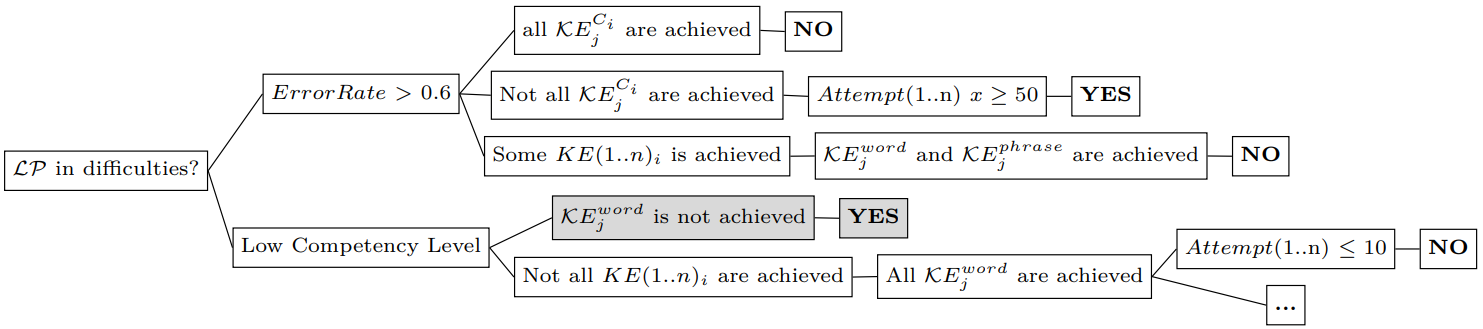 all 𝒦E_j^{C_i} are achieved
NO
ErrorRate > 0.6
Not all 𝒦E_j^{C_i} are achieved
Attempt(1..n) x ≥ 50
YES
Some KE(1..n)_i is achieved
𝒦E_j^{word} and 𝒦E_j^{phrase} are achieved
NO
ℒ𝒫 in difficulties?
𝒦E_j^{word} is not achieved
YES
Low Competency Level
Not all KE(1..n)_i are achieved
All 𝒦E_j^{word} are achieved
Attempt(1..n) ≤ 10
NO
...